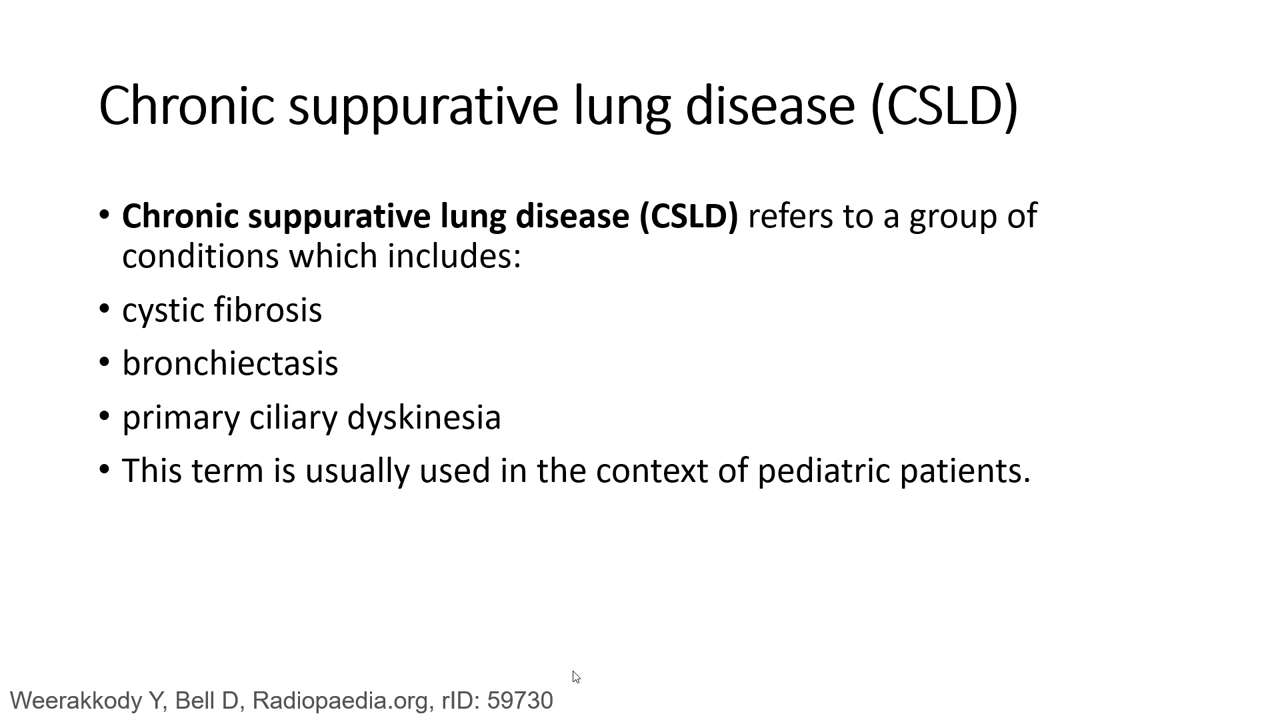 Chronic suppurative lung disease (CSLD)
• Chronic suppurative lung disease (CSLD) refers to a group of
conditions which includes:
• cystic fibrosis
• bronchiectasis
• primary ciliary dyskinesia
• This term is usually used in the context of pediatric patients.
Weerakkody Y, Bell D, Radiopaedia.org, rID: 59730